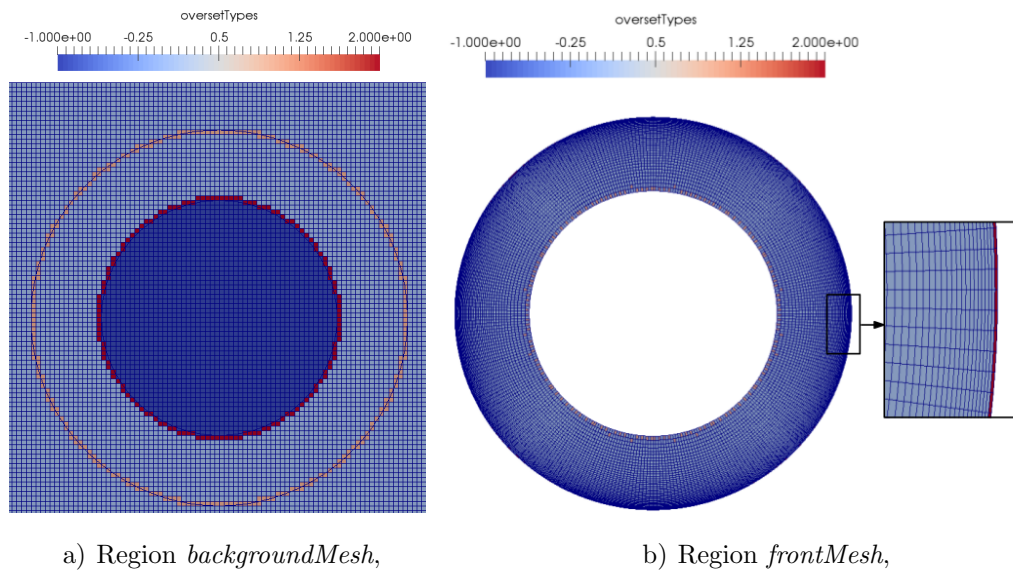 oversetTypes
-1.000e+00 -0.25 0.5 1.25 2.000e+00
oversetTypes
-1.000e+00 -0.25 0.5 1.25 2.000e+00
a) Region backgroundMesh,
b) Region frontMesh,